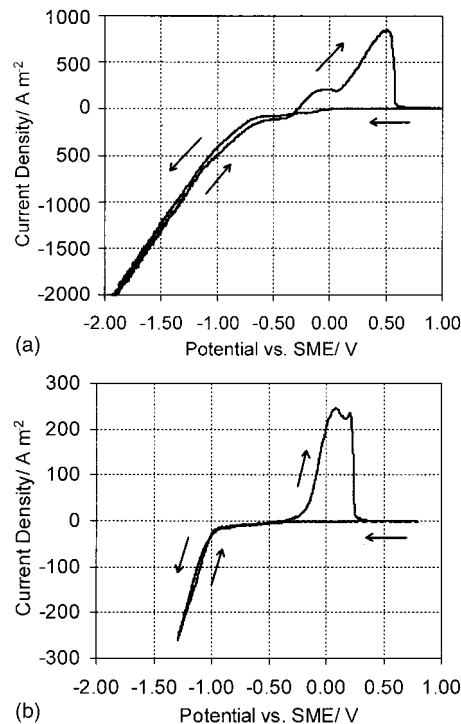 (a)
Current Density/ A m⁻²
1000
500
0
500
-1000
-1500
-2000
-2.00 -1.50 -1.00 -0.50 0.00 0.50 1.00
Potential vs. SME/ V
(b)
Current Density/ A m⁻²
300
200
100
0
-100
-200
-300
-2.00 -1.50 -1.00 -0.50 0.00 0.50 1.00
Potential vs. SME/ V